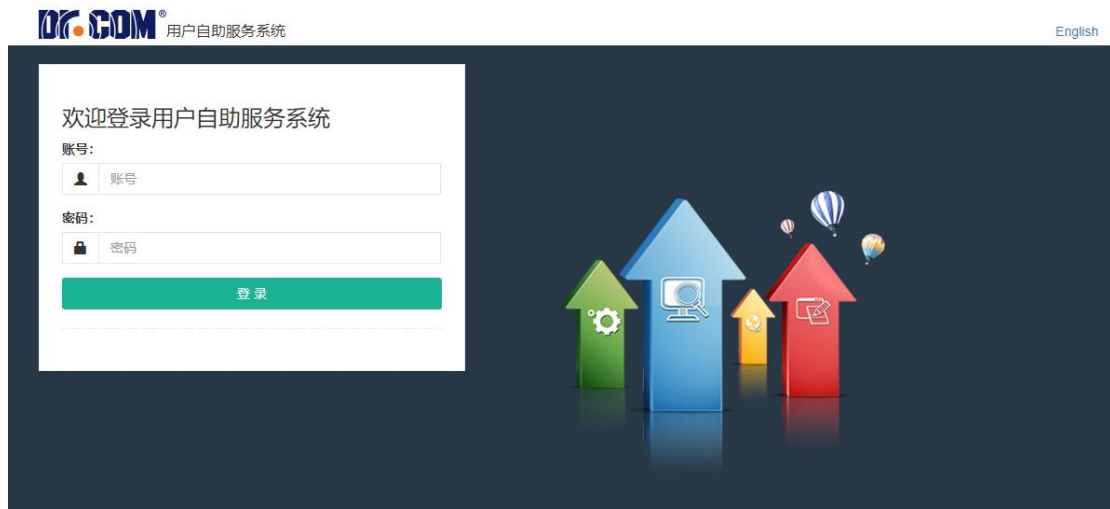 Dr.COM® 用户自助服务系统
English
欢迎登录用户自助服务系统
账号：
账号
密码：
密码
登 录